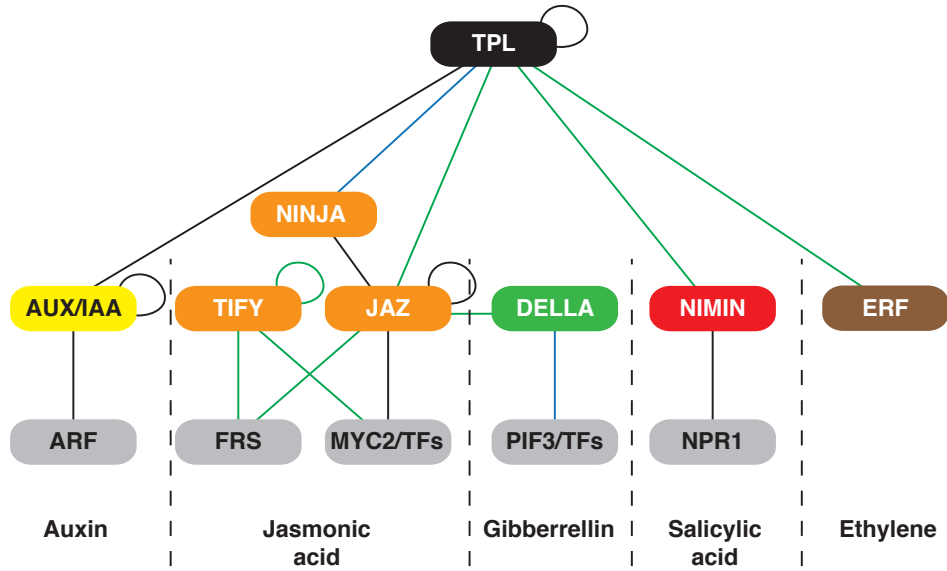 TPL
NINJA
AUX/IAA
TIFY
JAZ
DELLA
NIMIN
ERF
ARF
FRS
MYC2/TFs
PIF3/TFs
NPR1
Auxin
Jasmonic
acid
Gibberrellin
Salicylic
acid
Ethylene